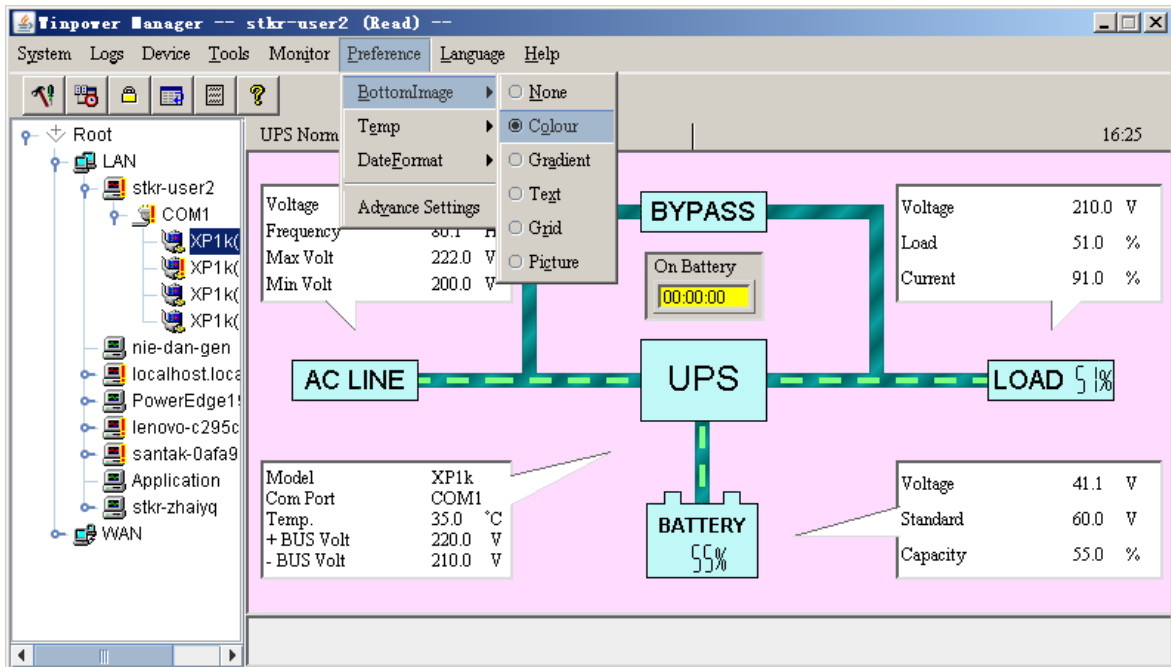 Winpower Manager -- stkr-user2 (Read) --
System Logs Device Tools Monitor Preference Language Help
BottomImage
Temp
DateFormat
Advance Settings
None
Colour
Gradient
Text
Grid
Picture
Root
LAN
stkr-user2
COM1
XP1k(
XP1k(
XP1k(
XP1k(
nie-dan-gen
localhost.loca
PowerEdge1
lenovo-c295c
santak-0afa9
Application
stkr-zhaiyq
WAN
UPS Norm
16:25
Voltage
Frequency
Max Volt 222.0 V
Min Volt 200.0 V
BYPASS
On Battery
00:00:00
Voltage 210.0 V
Load 51.0 %
Current 91.0 %
AC LINE
UPS
LOAD 51%
Model XP1k
Com Port COM1
Temp. 35.0 °C
+ BUS Volt 220.0 V
- BUS Volt 210.0 V
BATTERY
55%
Voltage 41.1 V
Standard 60.0 V
Capacity 55.0 %